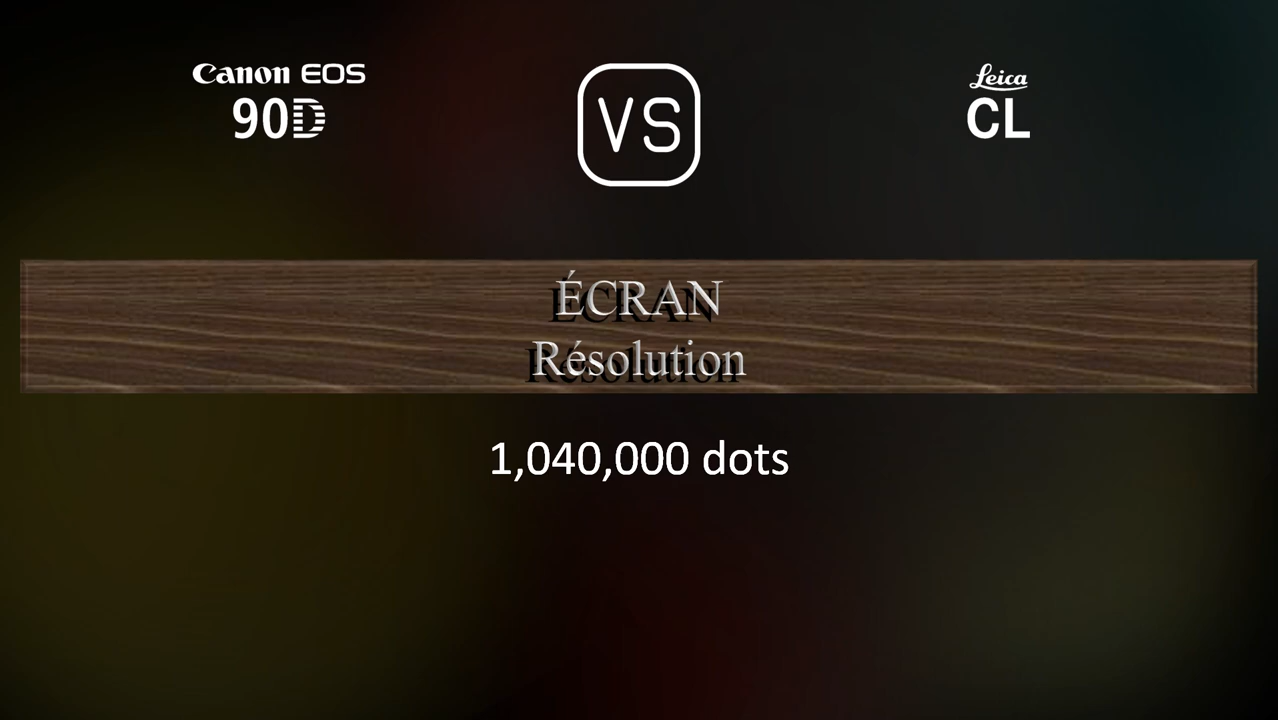 Canon EOS
90D
VS
Leica
CL
ÉCRAN
Résolution
1,040,000 dots